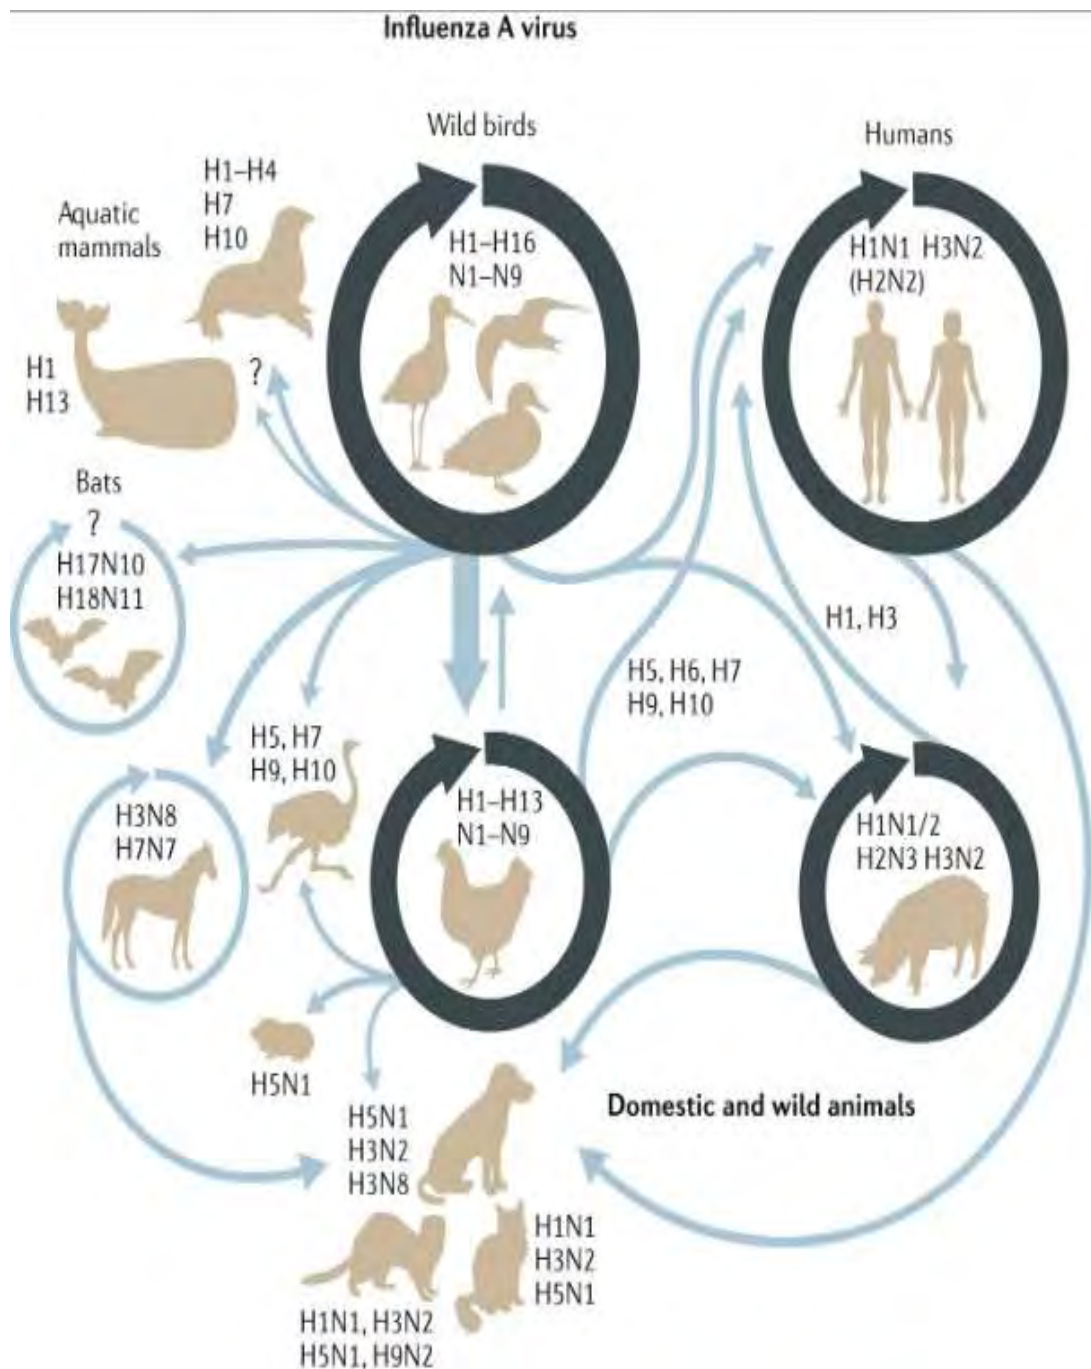 Influenza A virus
Wild birds
Humans
H1–H4
H7
H10
Aquatic
mammals
H1–H16
N1–N9
H1N1 H3N2
(H2N2)
H1
H13
?
Bats
?
H17N10
H18N11
H1, H3
H5, H6, H7
H9, H10
H5, H7
H9, H10
H3N8
H7N7
H1–H13
N1–N9
H1N1/2
H2N3 H3N2
H5N1
H5N1
H3N2
H3N8
Domestic and wild animals
H1N1
H3N2
H5N1
H1N1, H3N2
H5N1, H9N2